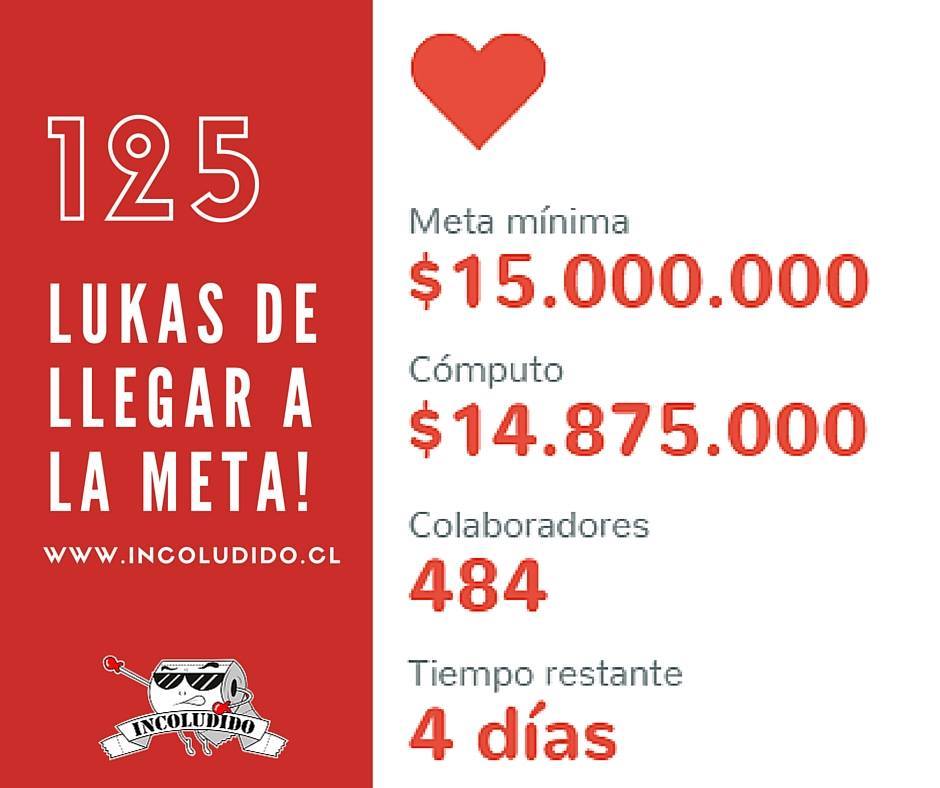 125
LUKAS DE
LLEGAR A
LA META!
WWW.INCOLUDIDO.CL
INCOLUDIDO
Meta mínima
$15.000.000
Cómputo
$14.875.000
Colaboradores
484
Tiempo restante
4 días